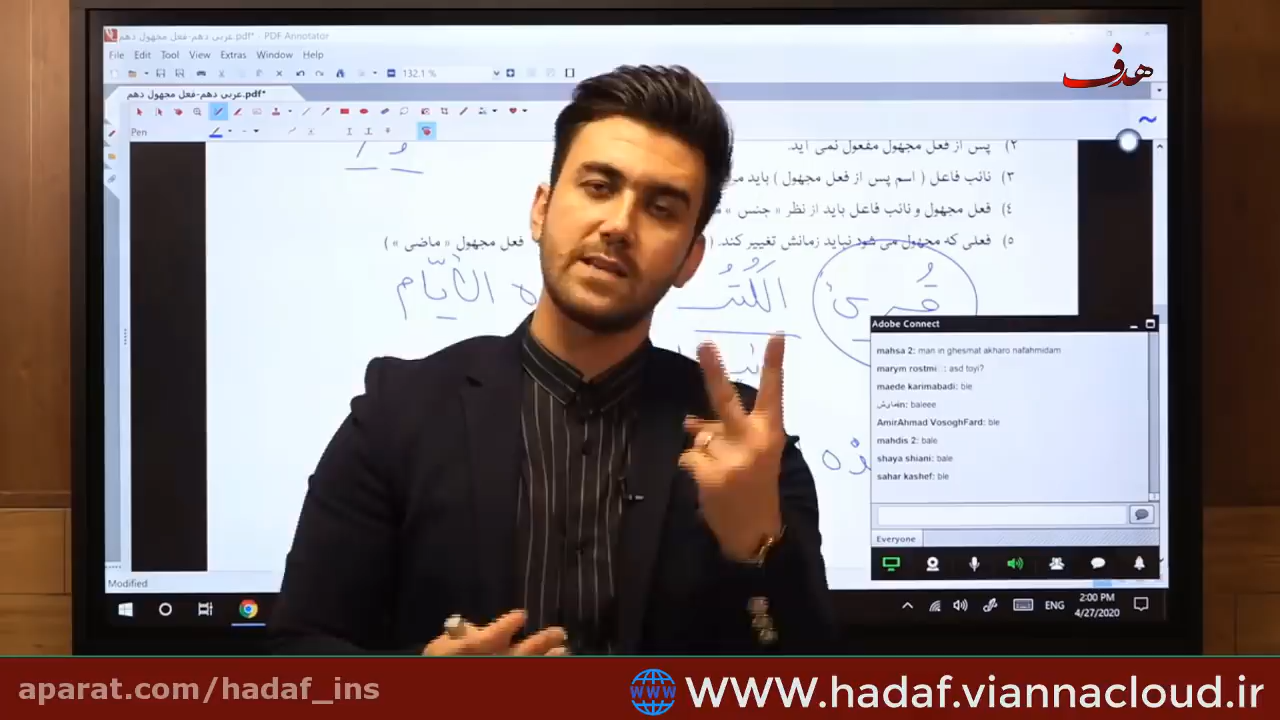 عربی دهم-فعل مجهول دهم.pdf* - PDF Annotator
هدف
File Edit Tool View Extras Window Help
132.1 %
عربی دهم-فعل مجهول دهم.pdf*
Pen
۲) پس از فعل مجهول مفعول نمی آید.
۳) نائب فاعل ( اسم پس از فعل مجهول ) باید
۴) فعل مجهول و نائب فاعل باید از نظر « جنس »
۵) فعلی که مجهول می شود نباید زمانش تغییر کند. ( فعل مجهول « ماضی » )
قُرِئَ الکُتُبُ ه الأیّام
Adobe Connect
mahsa 2: man in ghesmat akharo nafahmidam
marym rostmi...: asd toyi?
maede karimabadi: ble
نمایشin: baleee
AmirAhmad VosoghFard: ble
mahdis 2: bale
shaya shiani: bale
sahar kashef: ble
Everyone
Modified
ENG
2:00 PM
4/27/2020
aparat.com/hadaf_ins
WWW
www.hadaf.viannacloud.ir